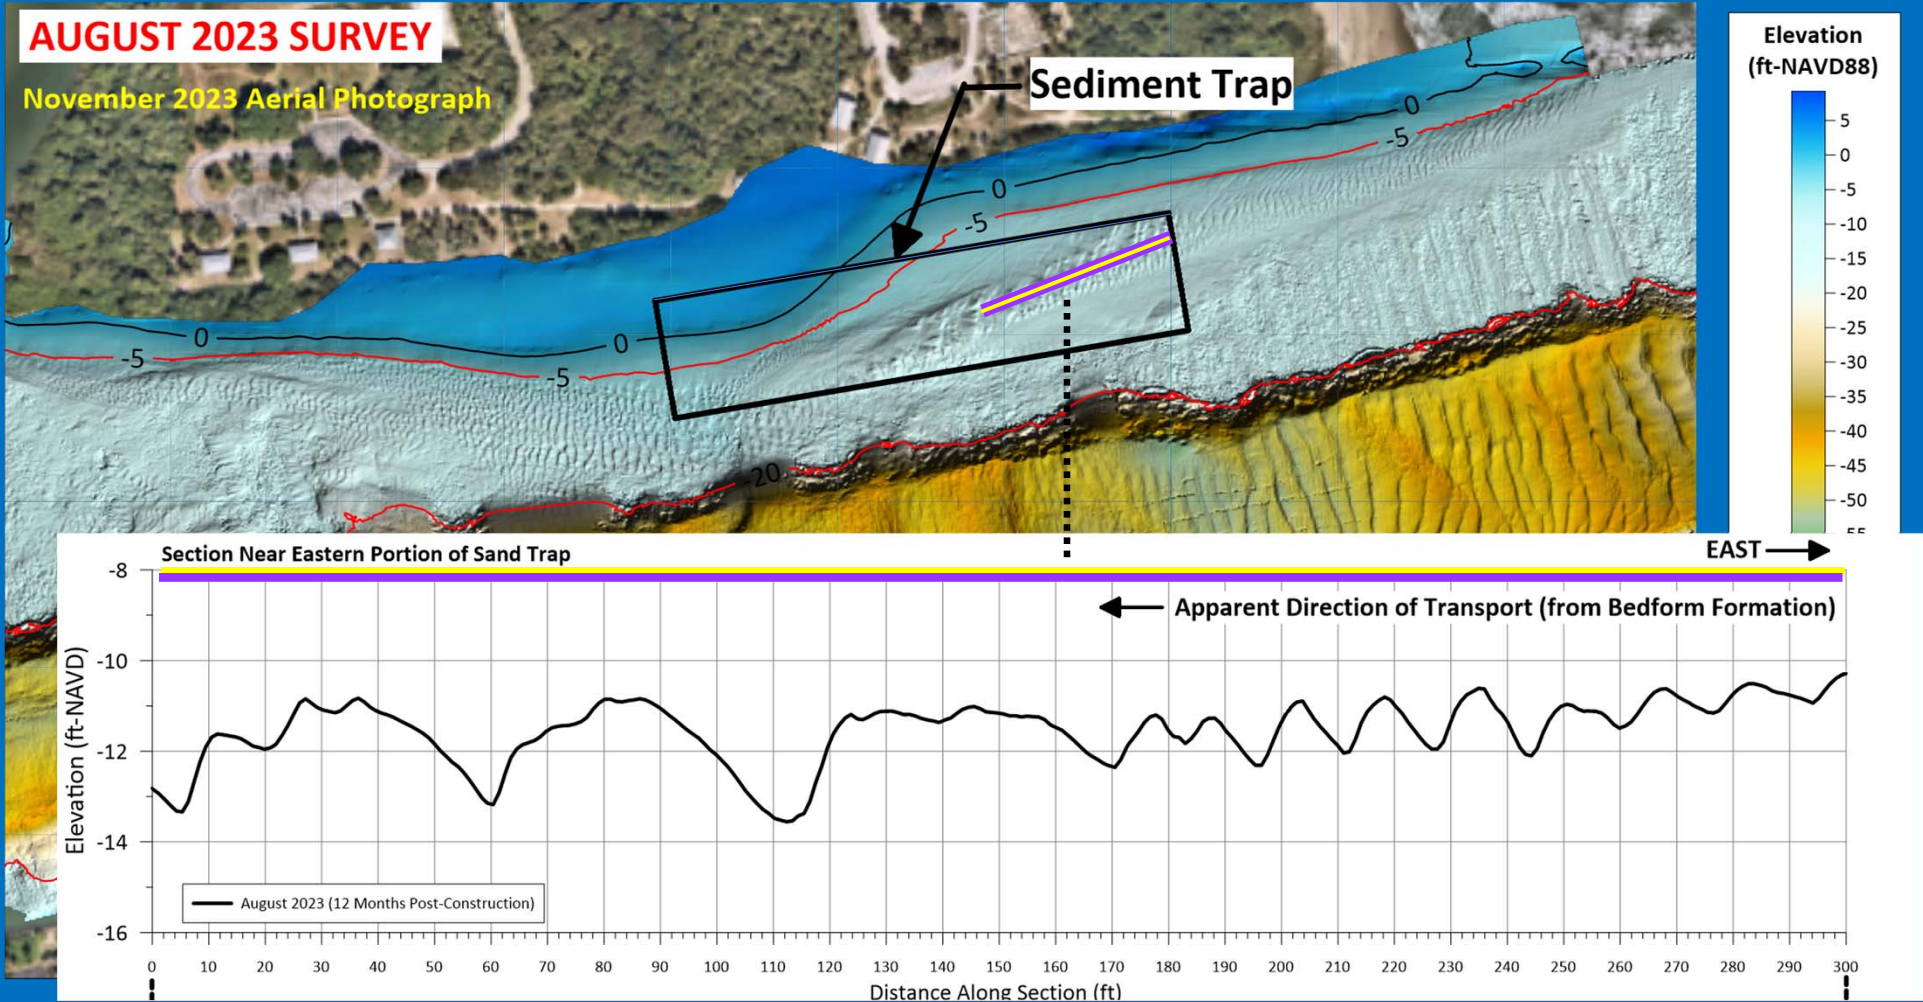 AUGUST 2023 SURVEY
November 2023 Aerial Photograph
Sediment Trap
Elevation
(ft-NAVD88)
5
0
-5
-10
-15
-20
-25
-30
-35
-40
-45
-50
-55
0
-5
0
-5
0
-5
0
-5
-20
Section Near Eastern Portion of Sand Trap
EAST
Apparent Direction of Transport (from Bedform Formation)
Elevation (ft-NAVD)
-8
-10
-12
-14
-16
August 2023 (12 Months Post-Construction)
0 10 20 30 40 50 60 70 80 90 100 110 120 130 140 150 160 170 180 190 200 210 220 230 240 250 260 270 280 290 300
Distance Along Section (ft)